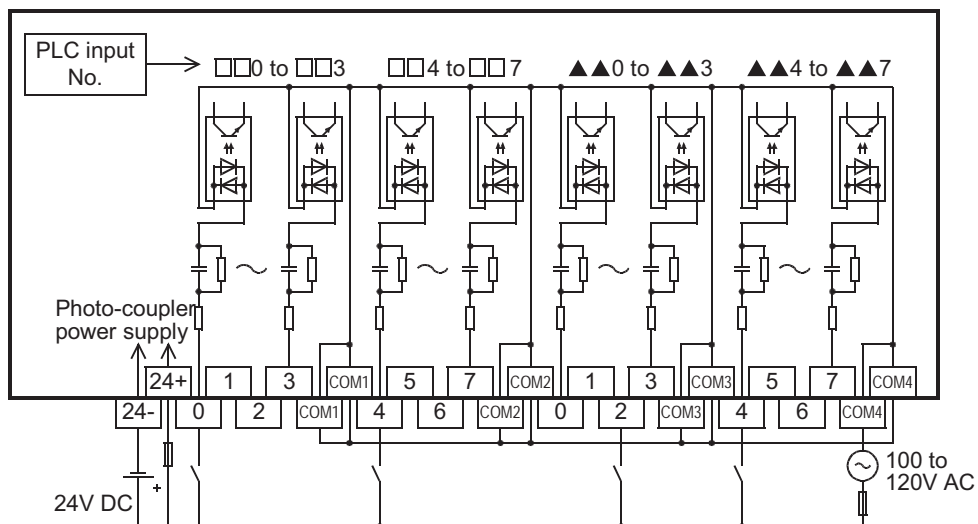 PLC input
No.
□□0 to □□3 □□4 to □□7 ▲▲0 to ▲▲3 ▲▲4 to ▲▲7
Photo-coupler
power supply
24+ 1 3 COM1 5 7 COM2 1 3 COM3 5 7 COM4
24- 0 2 COM1 4 6 COM2 0 2 COM3 4 6 COM4
24V DC
+
100 to
120V AC